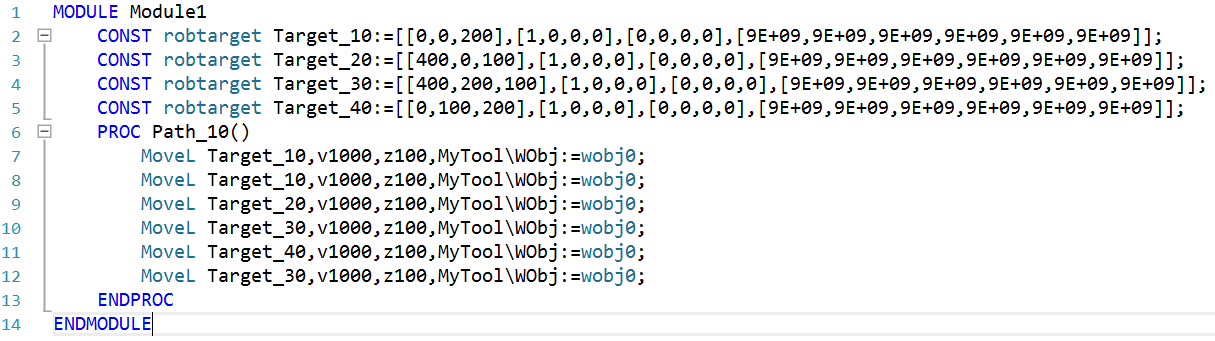 1 MODULE Module1
2 CONST robtarget Target_10:=[[0,0,200],[1,0,0,0],[0,0,0,0],[9E+09,9E+09,9E+09,9E+09,9E+09,9E+09]];
3 CONST robtarget Target_20:=[[400,0,100],[1,0,0,0],[0,0,0,0],[9E+09,9E+09,9E+09,9E+09,9E+09,9E+09]];
4 CONST robtarget Target_30:=[[400,200,100],[1,0,0,0],[0,0,0,0],[9E+09,9E+09,9E+09,9E+09,9E+09,9E+09]];
5 CONST robtarget Target_40:=[[0,100,200],[1,0,0,0],[0,0,0,0],[9E+09,9E+09,9E+09,9E+09,9E+09,9E+09]];
6 PROC Path_10()
7 MoveL Target_10,v1000,z100,MyTool\WObj:=wobj0;
8 MoveL Target_10,v1000,z100,MyTool\WObj:=wobj0;
9 MoveL Target_20,v1000,z100,MyTool\WObj:=wobj0;
10 MoveL Target_30,v1000,z100,MyTool\WObj:=wobj0;
11 MoveL Target_40,v1000,z100,MyTool\WObj:=wobj0;
12 MoveL Target_30,v1000,z100,MyTool\WObj:=wobj0;
13 ENDPROC
14 ENDMODULE